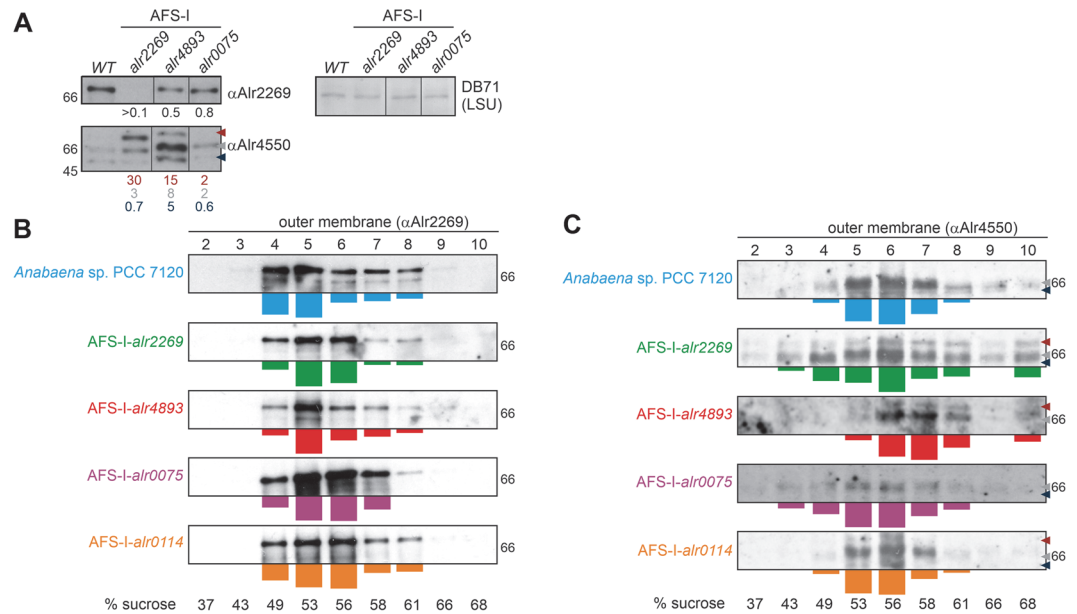 A
AFS-I
AFS-I
WT alr2269 alr4893 alr0075
WT alr2269 alr4893 alr0075
66
αAlr2269
>0.1 0.5 0.8
DB71
(LSU)
66
45
αAlr4550
30 15 2
3 8 2
0.7 5 0.6
B
outer membrane (αAlr2269)
2 3 4 5 6 7 8 9 10
Anabaena sp. PCC 7120
66
AFS-I-alr2269
66
AFS-I-alr4893
66
AFS-I-alr0075
66
AFS-I-alr0114
66
% sucrose 37 43 49 53 56 58 61 66 68
C
outer membrane (αAlr4550)
2 3 4 5 6 7 8 9 10
Anabaena sp. PCC 7120
66
AFS-I-alr2269
66
AFS-I-alr4893
66
AFS-I-alr0075
66
AFS-I-alr0114
66
% sucrose 37 43 49 53 56 58 61 66 68